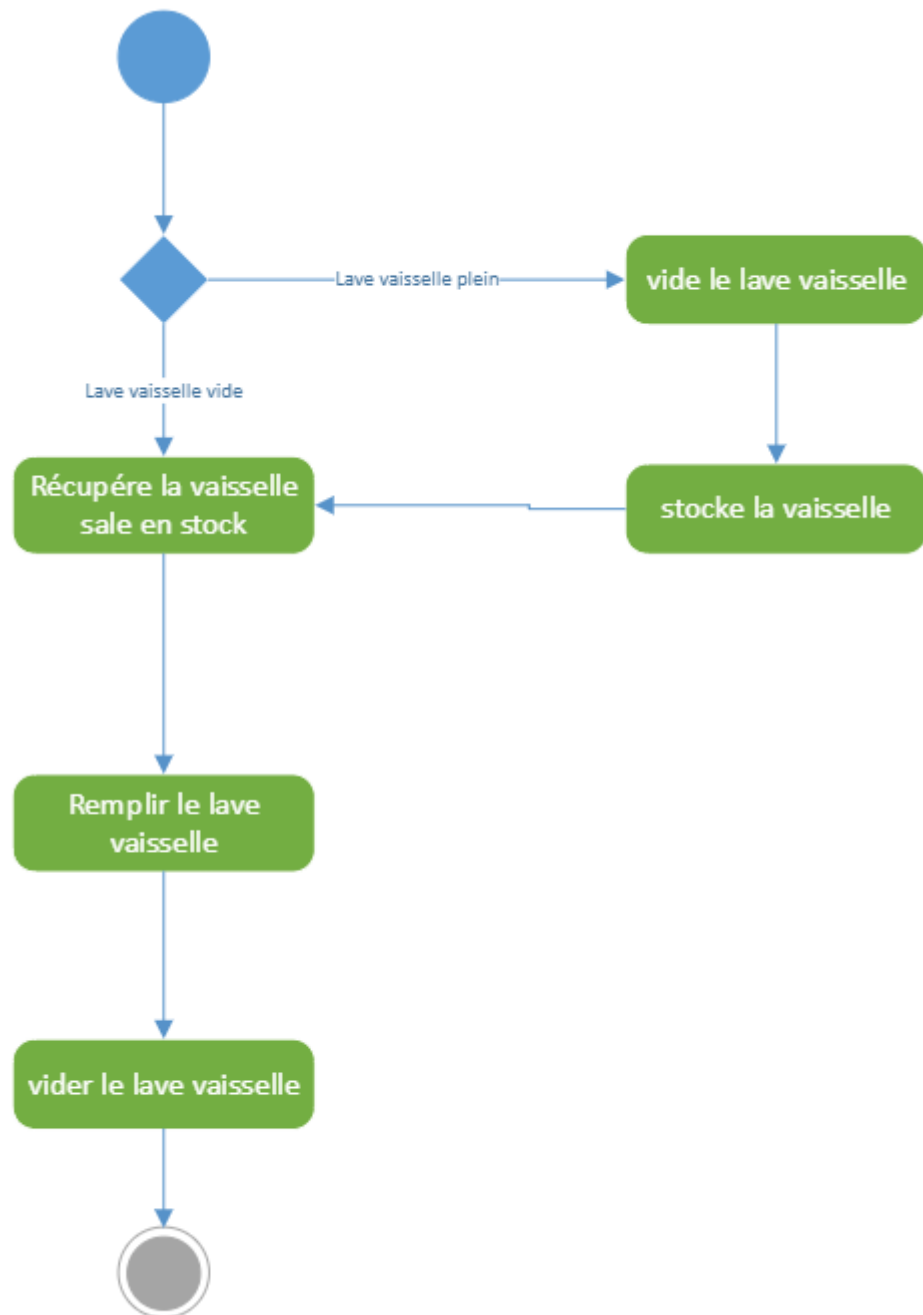 Lave vaisselle plein
vide le lave vaisselle
Lave vaisselle vide
Récupére la vaisselle
sale en stock
stocke la vaisselle
Remplir le lave
vaisselle
vider le lave vaisselle